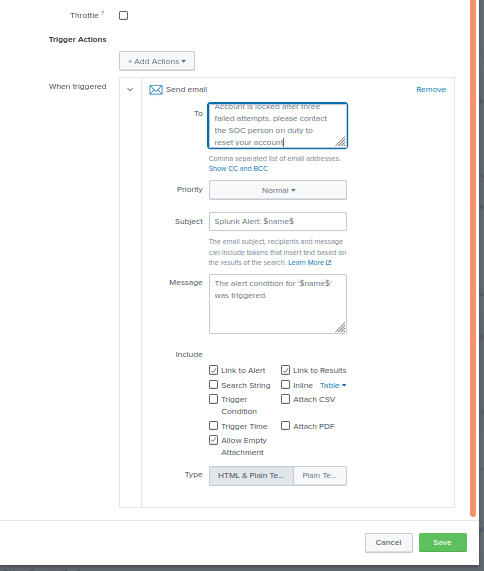 Throttle ?
Trigger Actions
+ Add Actions
When triggered
Send email
Remove
To
Account is locked after three
failed attempts, please contact
the SOC person on duty to
reset your account
Comma separated list of email addresses.
Show CC and BCC
Priority
Normal
Subject
Splunk Alert: $name$
The email subject, recipients and message
can include tokens that insert text based on
the results of the search. Learn More
Message
The alert condition for '$name$'
was triggered.
Include
Link to Alert
Link to Results
Search String
Inline Table
Trigger
Condition
Attach CSV
Trigger Time
Attach PDF
Allow Empty
Attachment
Type
HTML & Plain Te...
Plain Te...
Cancel
Save